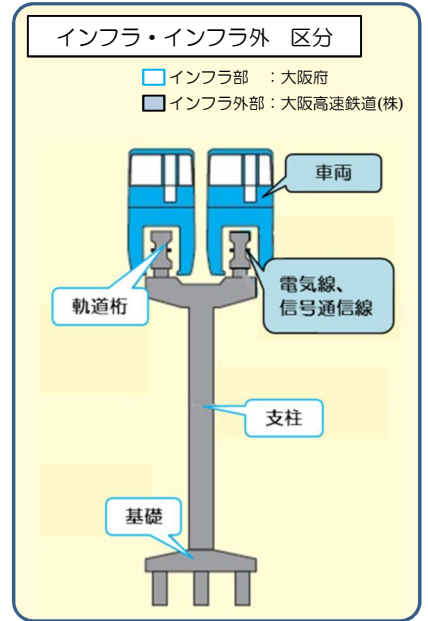 インフラ・インフラ外 区分
インフラ部 :大阪府
インフラ外部:大阪高速鉄道(株)
車両
軌道桁
電気線、
信号通信線
支柱
基礎